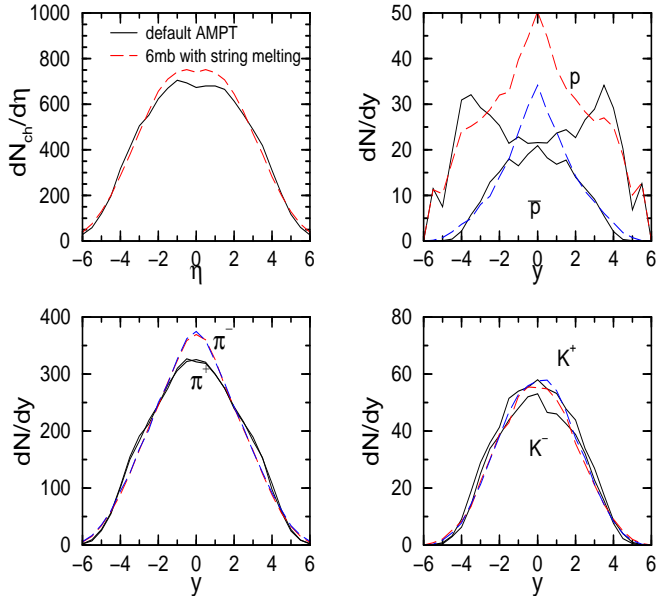 1000
800
600
400
200
0
dN_ch/dη
default AMPT
6mb with string melting
−6 −4 −2 0 2 4 6
η
50
40
30
20
10
0
dN/dy
p
p̄
−6 −4 −2 0 2 4 6
y
400
300
200
100
0
dN/dy
π⁻
π⁺
−6 −4 −2 0 2 4 6
y
80
60
40
20
0
dN/dy
K⁺
K⁻
−6 −4 −2 0 2 4 6
y